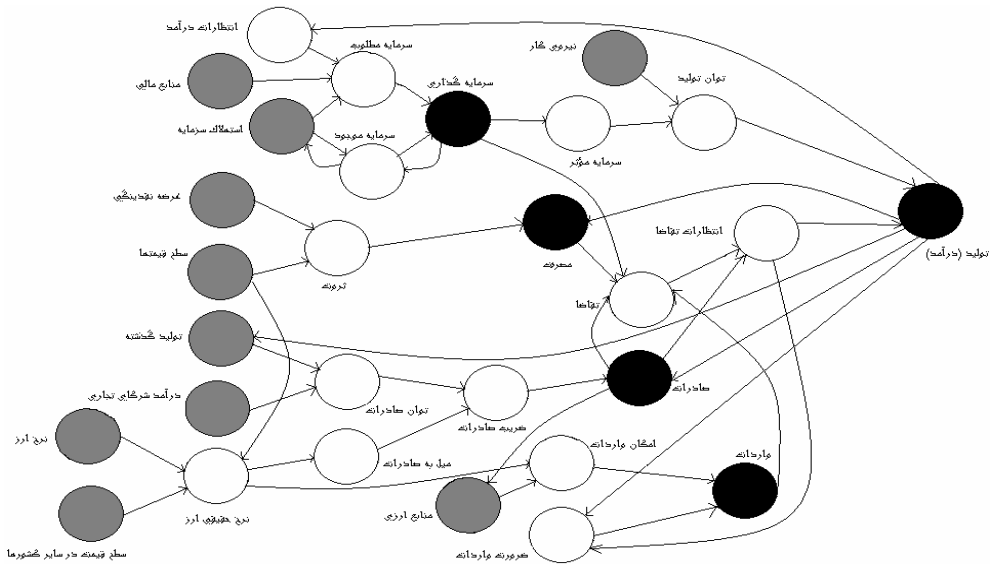 انتظارات درآمد
سرمایه مطلوب
نیروی کار
منابع مالی
سرمایه گذاری
توان تولید
استهلاک سرمایه
سرمایه موجود
سرمایه مؤثر
عرضه نقدینگی
انتظارات تقاضا
سطح قیمتها
مصرف
تولید (درآمد)
ثروت
تقاضا
تولید گذشته
صادرات
درآمد شرکای تجاری
توان صادرات
ضریب صادرات
نرخ ارز
امکان واردات
واردات
میل به صادرات
نرخ حقیقی ارز
منابع ارزی
سطح قیمت در سایر کشورها
ضرورت واردات